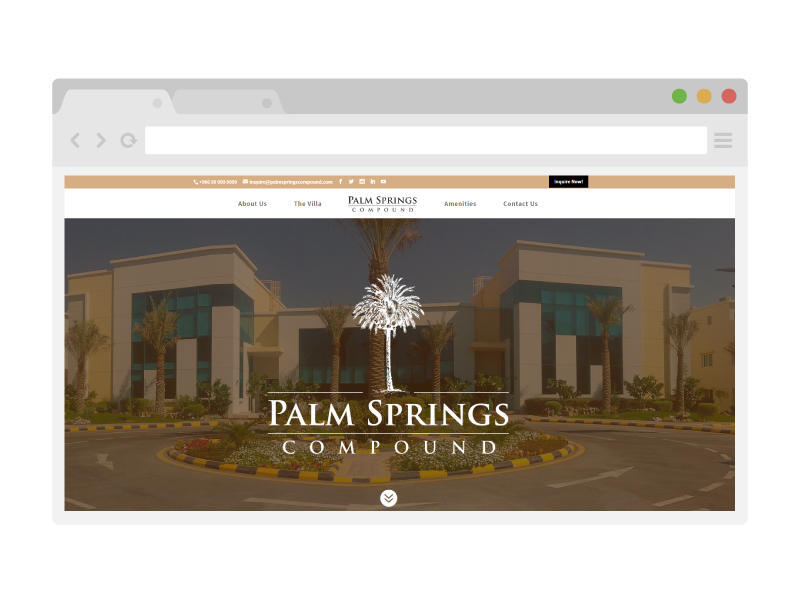 +966 50 000 0000 inquire@palmspringscompound.com Inquire Now!
About Us The Villa PALM SPRINGS COMPOUND Amenities Contact Us
PALM SPRINGS
COMPOUND